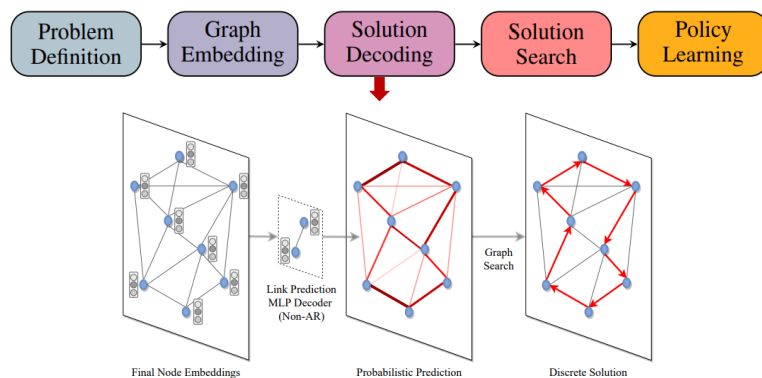 Problem
Definition
Graph
Embedding
Solution
Decoding
Solution
Search
Policy
Learning
Link Prediction
MLP Decoder
(Non-AR)
Graph
Search
Final Node Embeddings
Probabilistic Prediction
Discrete Solution